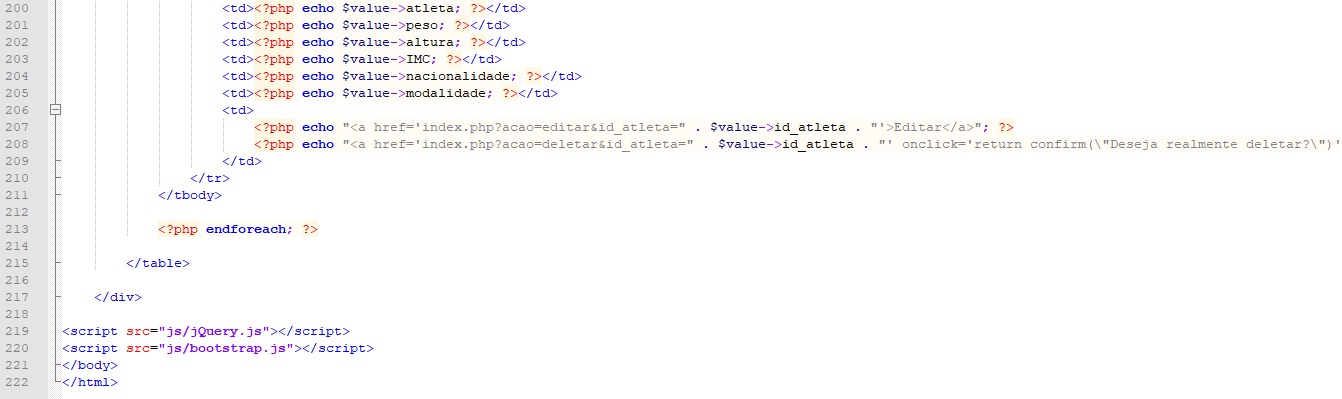 200 <td><?php echo $value->atleta; ?></td>
201 <td><?php echo $value->peso; ?></td>
202 <td><?php echo $value->altura; ?></td>
203 <td><?php echo $value->IMC; ?></td>
204 <td><?php echo $value->nacionalidade; ?></td>
205 <td><?php echo $value->modalidade; ?></td>
206 <td>
207 <?php echo "<a href='index.php?acao=editar&id_atleta=" . $value->id_atleta . "'>Editar</a>"; ?>
208 <?php echo "<a href='index.php?acao=deletar&id_atleta=" . $value->id_atleta . "' onclick='return confirm(\"Deseja realmente deletar?\")'
209 </td>
210 </tr>
211 </tbody>
212
213 <?php endforeach; ?>
214
215 </table>
216
217 </div>
218
219 <script src="js/jQuery.js"></script>
220 <script src="js/bootstrap.js"></script>
221 </body>
222 </html>